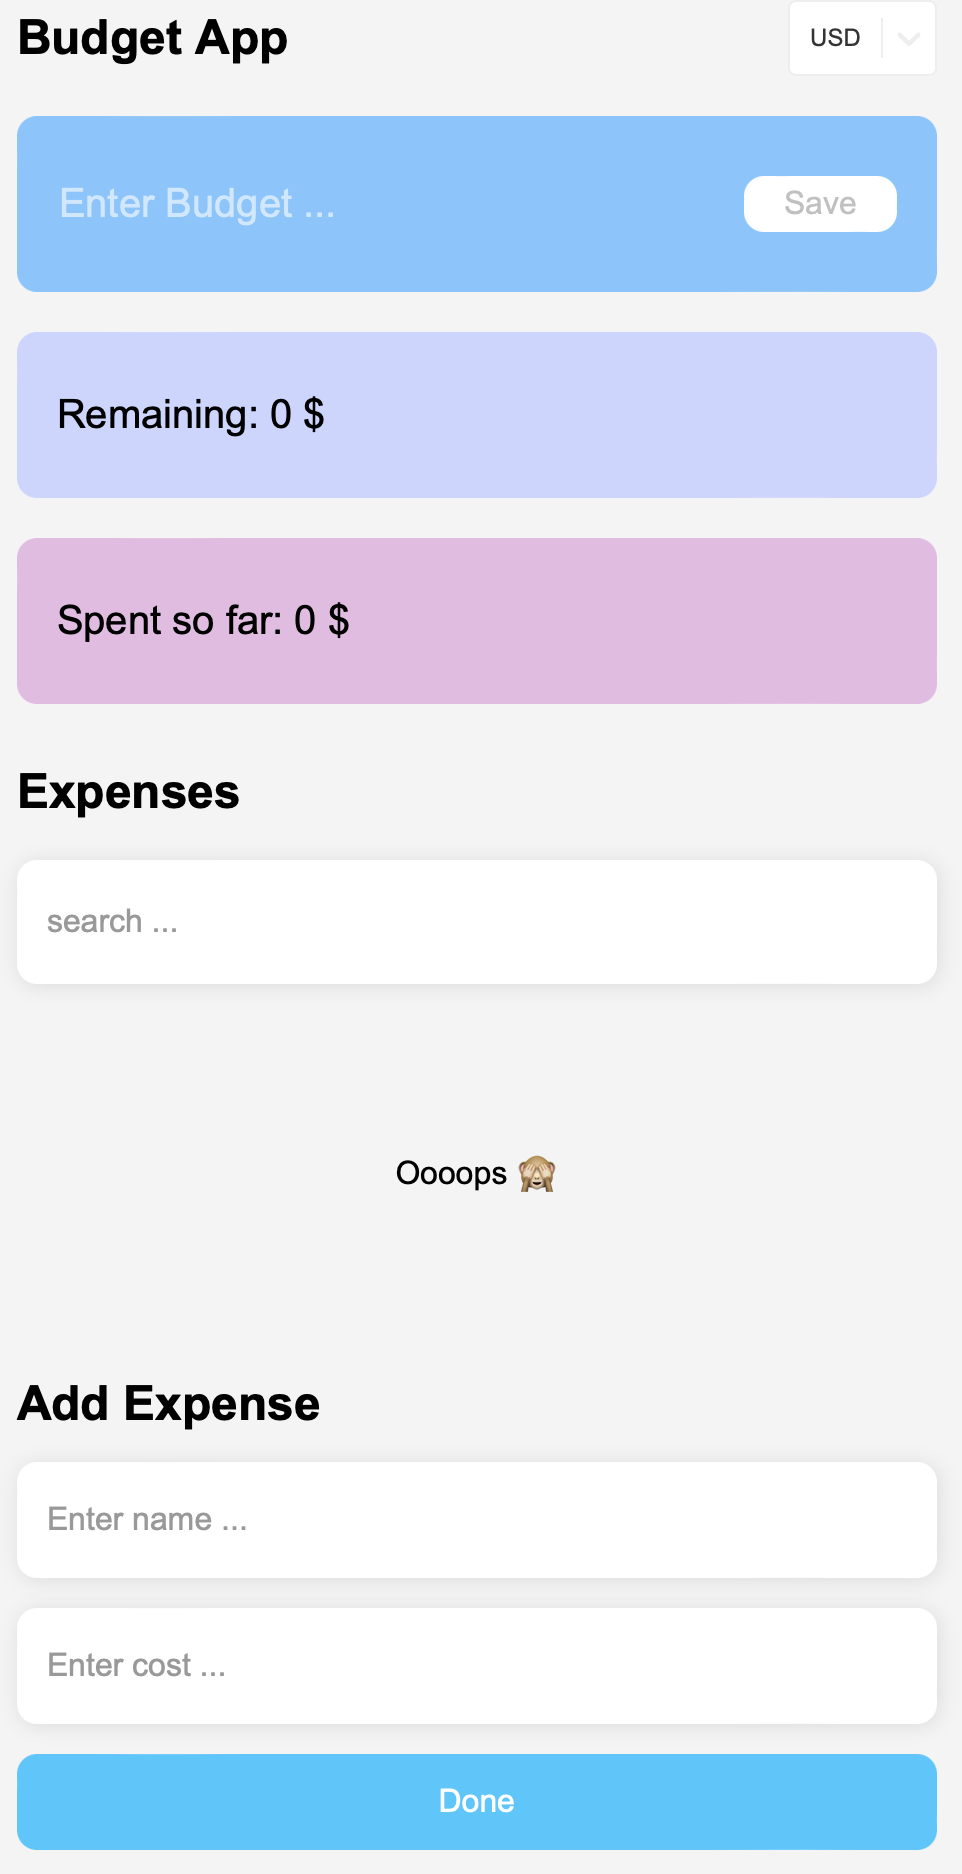 Budget App
USD
Enter Budget ...
Save
Remaining: 0 $
Spent so far: 0 $
Expenses
search ...
Oooops 🙈
Add Expense
Enter name ...
Enter cost ...
Done